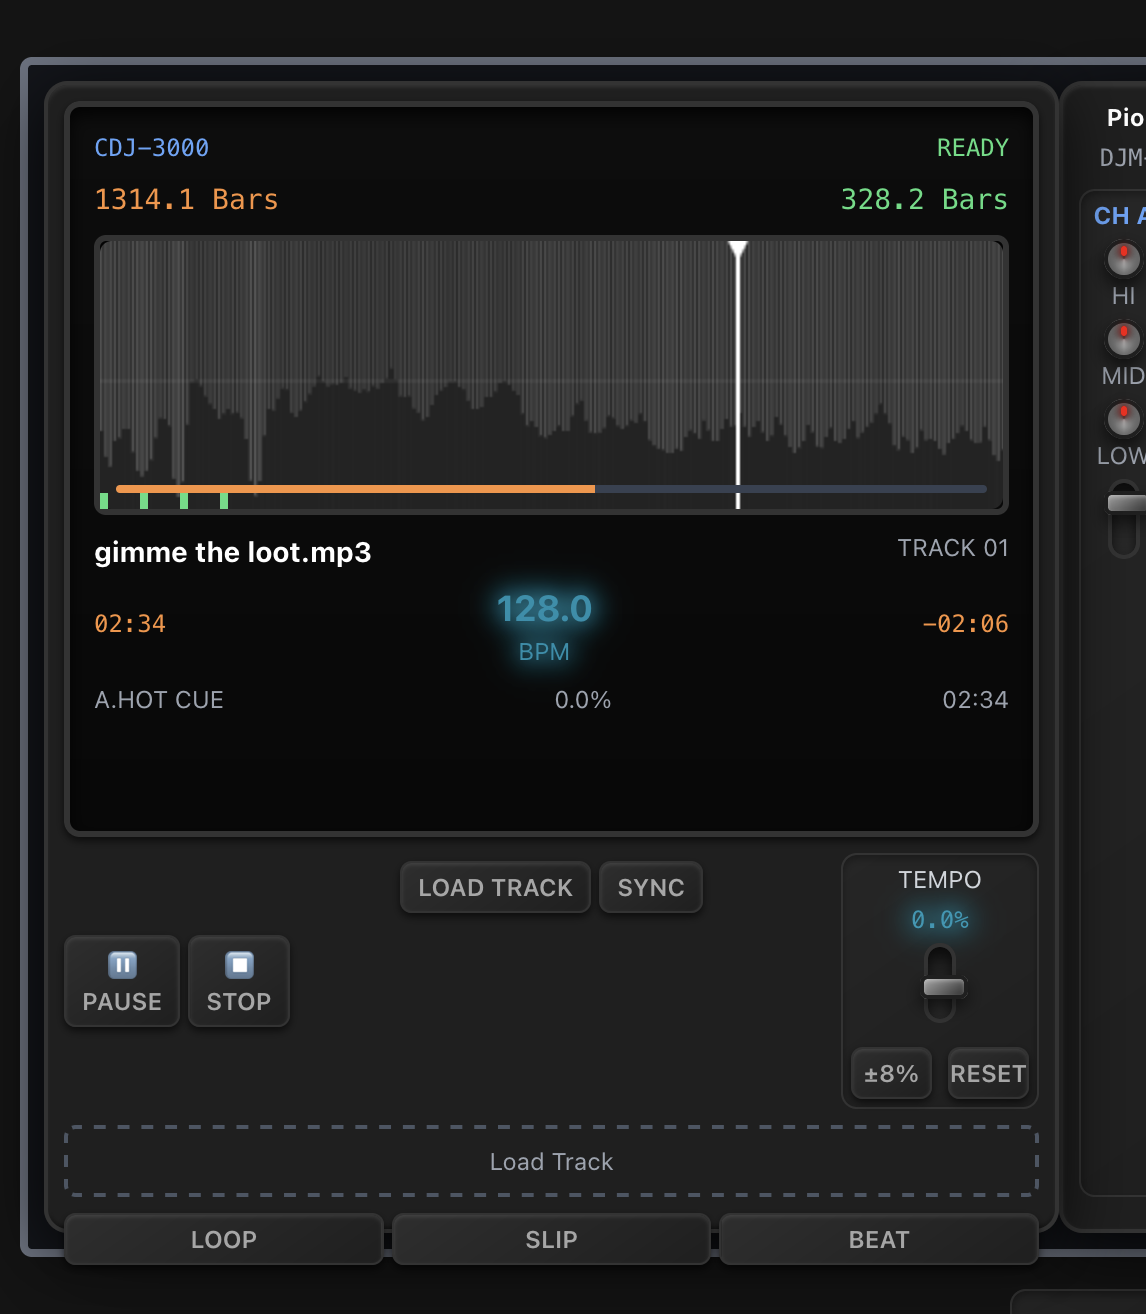 CDJ-3000 READY
1314.1 Bars 328.2 Bars
gimme the loot.mp3 TRACK 01
02:34 128.0 -02:06
BPM
A.HOT CUE 0.0% 02:34
LOAD TRACK SYNC
PAUSE STOP
TEMPO
0.0%
±8% RESET
Load Track
LOOP SLIP BEAT
Pio
DJM-
CH A
HI
MID
LOW